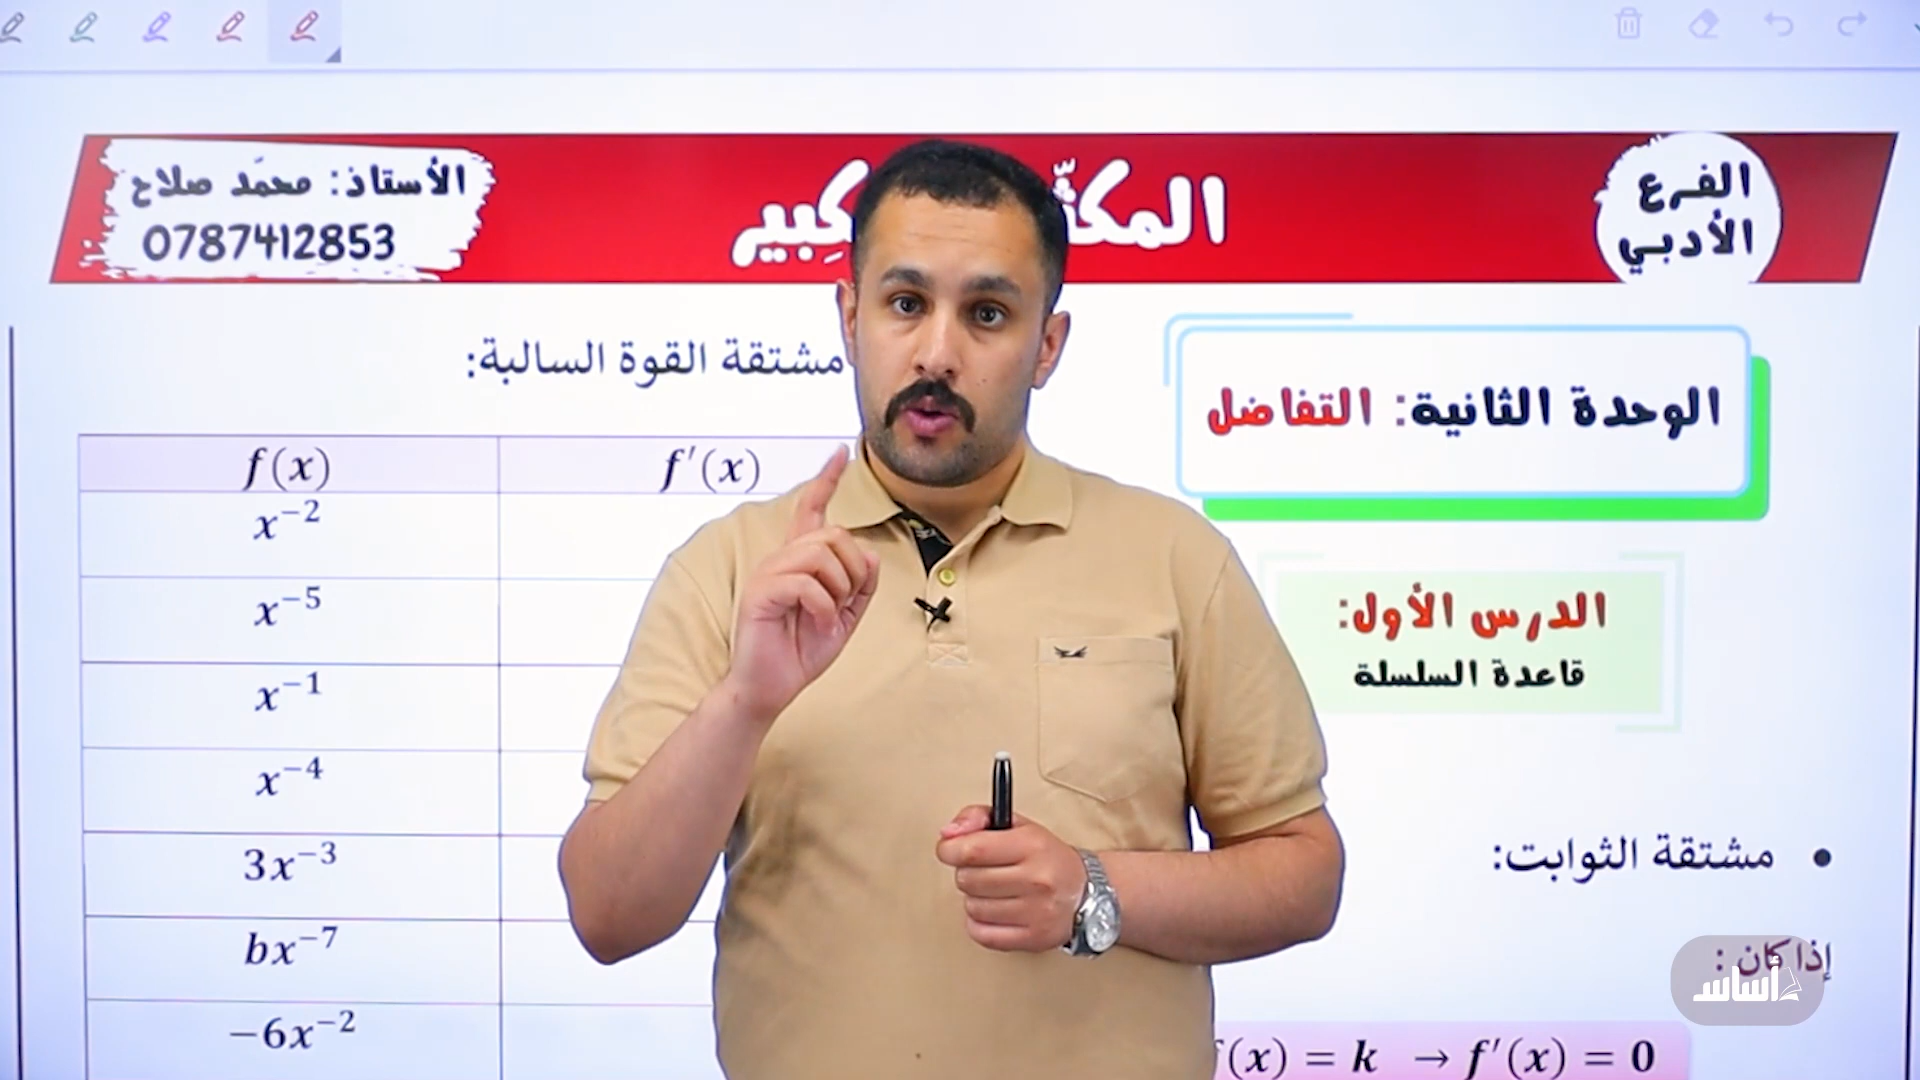 الفرع
الأدبي
الأستاذ: محمّد صلاح
0787412853
الوحدة الثانية: التفاضل
الدرس الأول:
قاعدة السلسلة
• مشتقة الثوابت:
إذا كان :
(x) = k → f'(x) = 0
مشتقة القوة السالبة:
f(x) f'(x)
x⁻²
x⁻⁵
x⁻¹
x⁻⁴
3x⁻³
bx⁻⁷
−6x⁻²
أساس